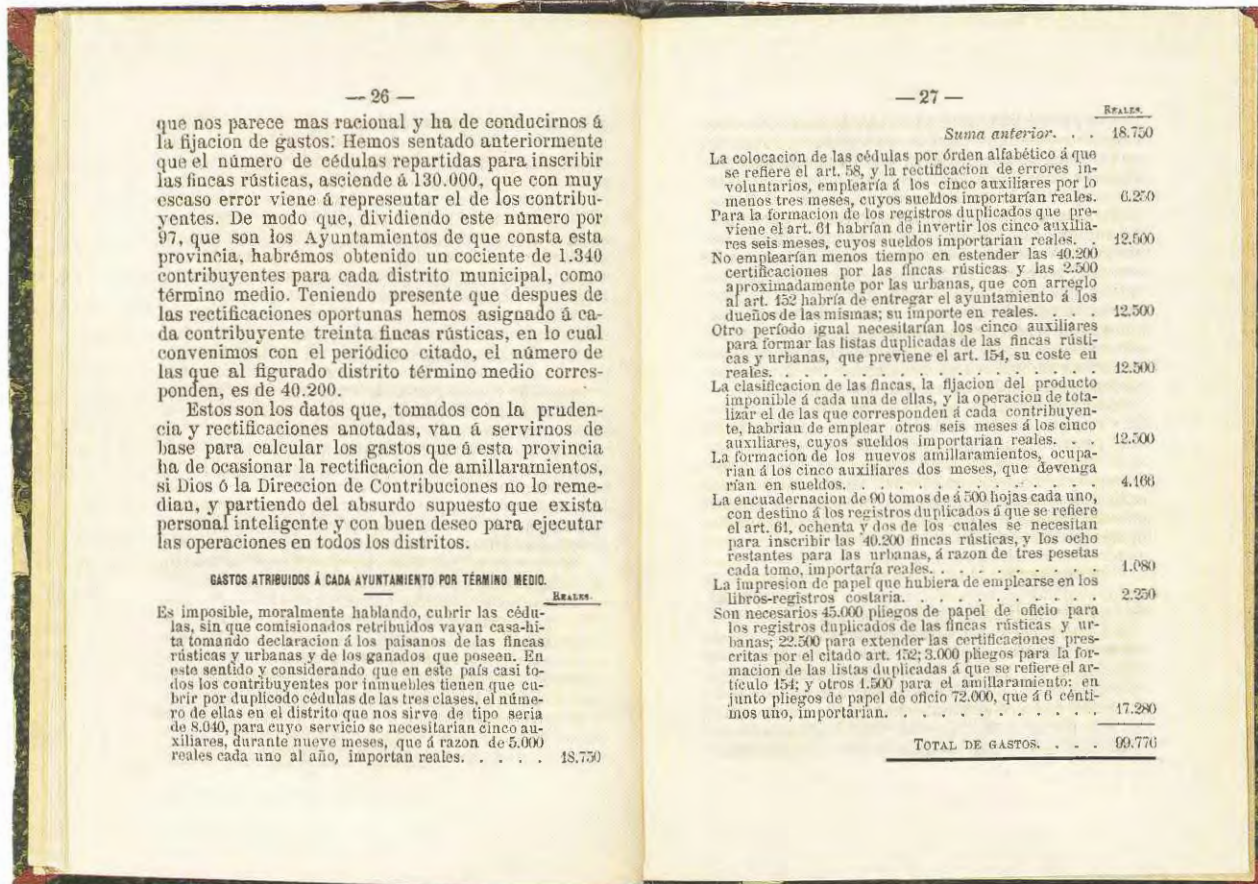 — 26 —
que nos parece mas racional y ha de conducirnos á
la fijacion de gastos: Hemos sentado anteriormente
que el número de cédulas repartidas para inscribir
las fincas rústicas, asciende á 130.000, que con muy
escaso error viene á representar el de los contribu-
yentes. De modo que, dividiendo este número por
97, que son los Ayuntamientos de que consta esta
provincia, habrémos obtenido un cociente de 1.340
contribuyentes para cada distrito municipal, como
término medio. Teniendo presente que despues de
las rectificaciones oportunas hemos asignado á ca-
da contribuyente treinta fincas rústicas, en lo cual
convenimos con el periódico citado, el número de
las que al figurado distrito término medio corres-
ponden, es de 40.200.
Estos son los datos que, tomados con la pruden-
cia y rectificaciones anotadas, van á servirnos de
base para calcular los gastos que á esta provincia
ha de ocasionar la rectificacion de amillaramientos,
si Dios ó la Direccion de Contribuciones no lo reme-
dian, y partiendo del absurdo supuesto que exista
personal inteligente y con buen deseo para ejecutar
las operaciones en todos los distritos.
GASTOS ATRIBUIDOS Á CADA AYUNTAMIENTO POR TÉRMINO MEDIO.
REALES.
Es imposible, moralmente hablando, cubrir las cédu-
las, sin que comisionados retribuidos vayan casa-hi-
ta tomando declaracion á los paisanos de las fincas
rústicas y urbanas y de los ganados que poseen. En
este sentido y considerando que en este país casi to-
dos los contribuyentes por inmuebles tienen que cu-
brir por duplicado cédulas de las tres clases, el núme-
ro de ellas en el distrito que nos sirve de tipo seria
de 8.040, para cuyo servicio se necesitarian cinco au-
xiliares, durante nueve meses, que á razon de 5.000
reales cada uno al año, importan reales. . . . . 18.750
— 27 —
REALES.
Suma anterior. . . 18.750
La colocacion de las cédulas por órden alfabético á que
se refiere el art. 58, y la rectificacion de errores in-
voluntarios, emplearía á los cinco auxiliares por lo
menos tres meses, cuyos sueldos importarían reales. 6.250
Para la formacion de los registros duplicados que pre-
viene el art. 61 habrían de invertir los cinco auxilia-
res seis meses, cuyos sueldos importarian reales. . 12.500
No emplearían menos tiempo en estender las 40.200
certificaciones por las fincas rústicas y las 2.500
aproximadamente por las urbanas, que con arreglo
al art. 152 habría de entregar el ayuntamiento á los
dueños de las mismas; su importe en reales. . . . 12.500
Otro período igual necesitarían los cinco auxiliares
para formar las listas duplicadas de las fincas rústi-
cas y urbanas, que previene el art. 154, su coste en
reales. . . . . . . . . . . . . . . . . . 12.500
La clasificacion de las fincas, la fijacion del producto
imponible á cada una de ellas, y la operacion de tota-
lizar el de las que corresponden á cada contribuyen-
te, habrian de emplear otros seis meses á los cinco
auxiliares, cuyos sueldos importarian reales. . . 12.500
La formacion de los nuevos amillaramientos, ocupa-
rian á los cinco auxiliares dos meses, que devenga
rían en sueldos. . . . . . . . . . . . . . 4.166
La encuadernacion de 90 tomos de á 500 hojas cada uno,
con destino á los registros duplicados á que se refiere
el art. 61, ochenta y dos de los cuales se necesitan
para inscribir las 40.200 fincas rústicas, y los ocho
restantes para las urbanas, á razon de tres pesetas
cada tomo, importaría reales. . . . . . . . . . 1.080
La impresion de papel que hubiera de emplearse en los
libros-registros costaria. . . . . . . . . . . 2.250
Son necesarios 45.000 pliegos de papel de oficio para
los registros duplicados de las fincas rústicas y ur-
banas; 22.500 para extender las certificaciones pres-
critas por el citado art. 152; 3.000 pliegos para la for-
macion de las listas duplicadas á que se refiere el ar-
tículo 154; y otros 1.500 para el amillaramiento: en
junto pliegos de papel de oficio 72.000, que á 6 cénti-
mos uno, importarian. . . . . . . . . . . . 17.280
TOTAL DE GASTOS. . . . 99.776